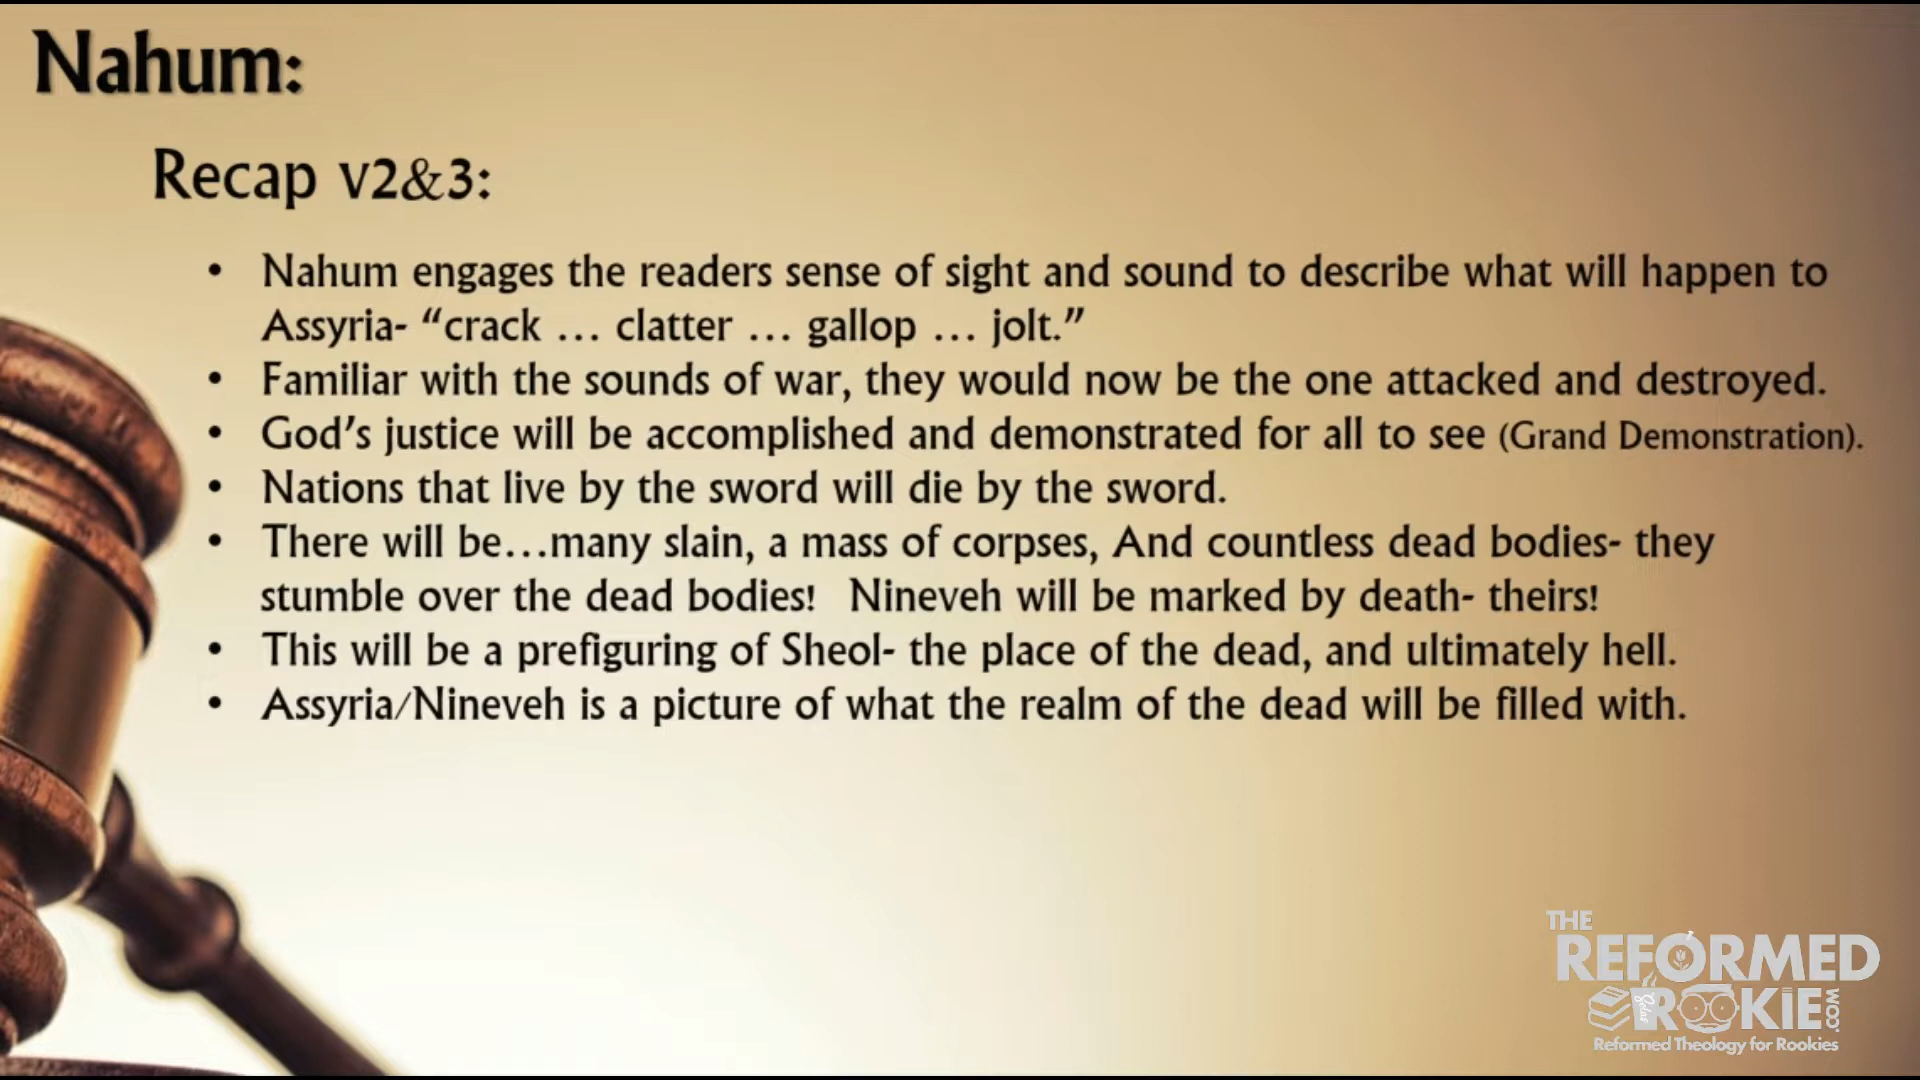 Nahum:
Recap v2&3:
• Nahum engages the readers sense of sight and sound to describe what will happen to
Assyria- “crack … clatter … gallop … jolt.”
• Familiar with the sounds of war, they would now be the one attacked and destroyed.
• God’s justice will be accomplished and demonstrated for all to see (Grand Demonstration).
• Nations that live by the sword will die by the sword.
• There will be…many slain, a mass of corpses, And countless dead bodies- they
stumble over the dead bodies!  Nineveh will be marked by death- theirs!
• This will be a prefiguring of Sheol- the place of the dead, and ultimately hell.
• Assyria/Nineveh is a picture of what the realm of the dead will be filled with.
THE
REFORMED
ROOKIE.COM
Reformed Theology for Rookies